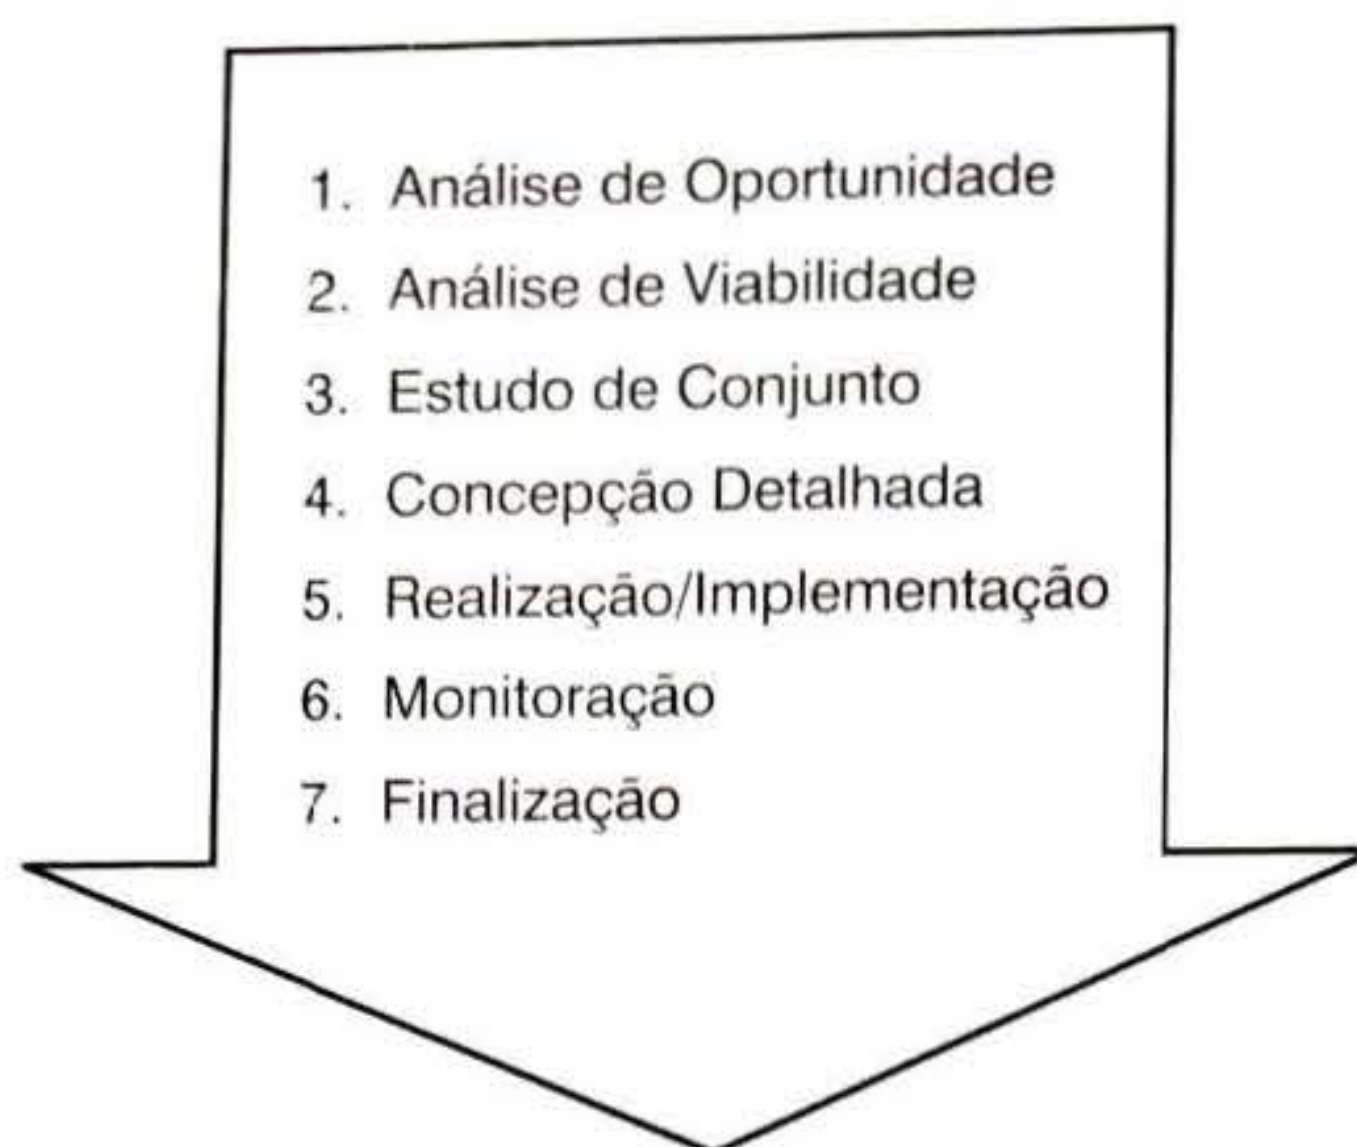 1. Análise de Oportunidade
2. Análise de Viabilidade
3. Estudo de Conjunto
4. Concepção Detalhada
5. Realização/Implementação
6. Monitoração
7. Finalização